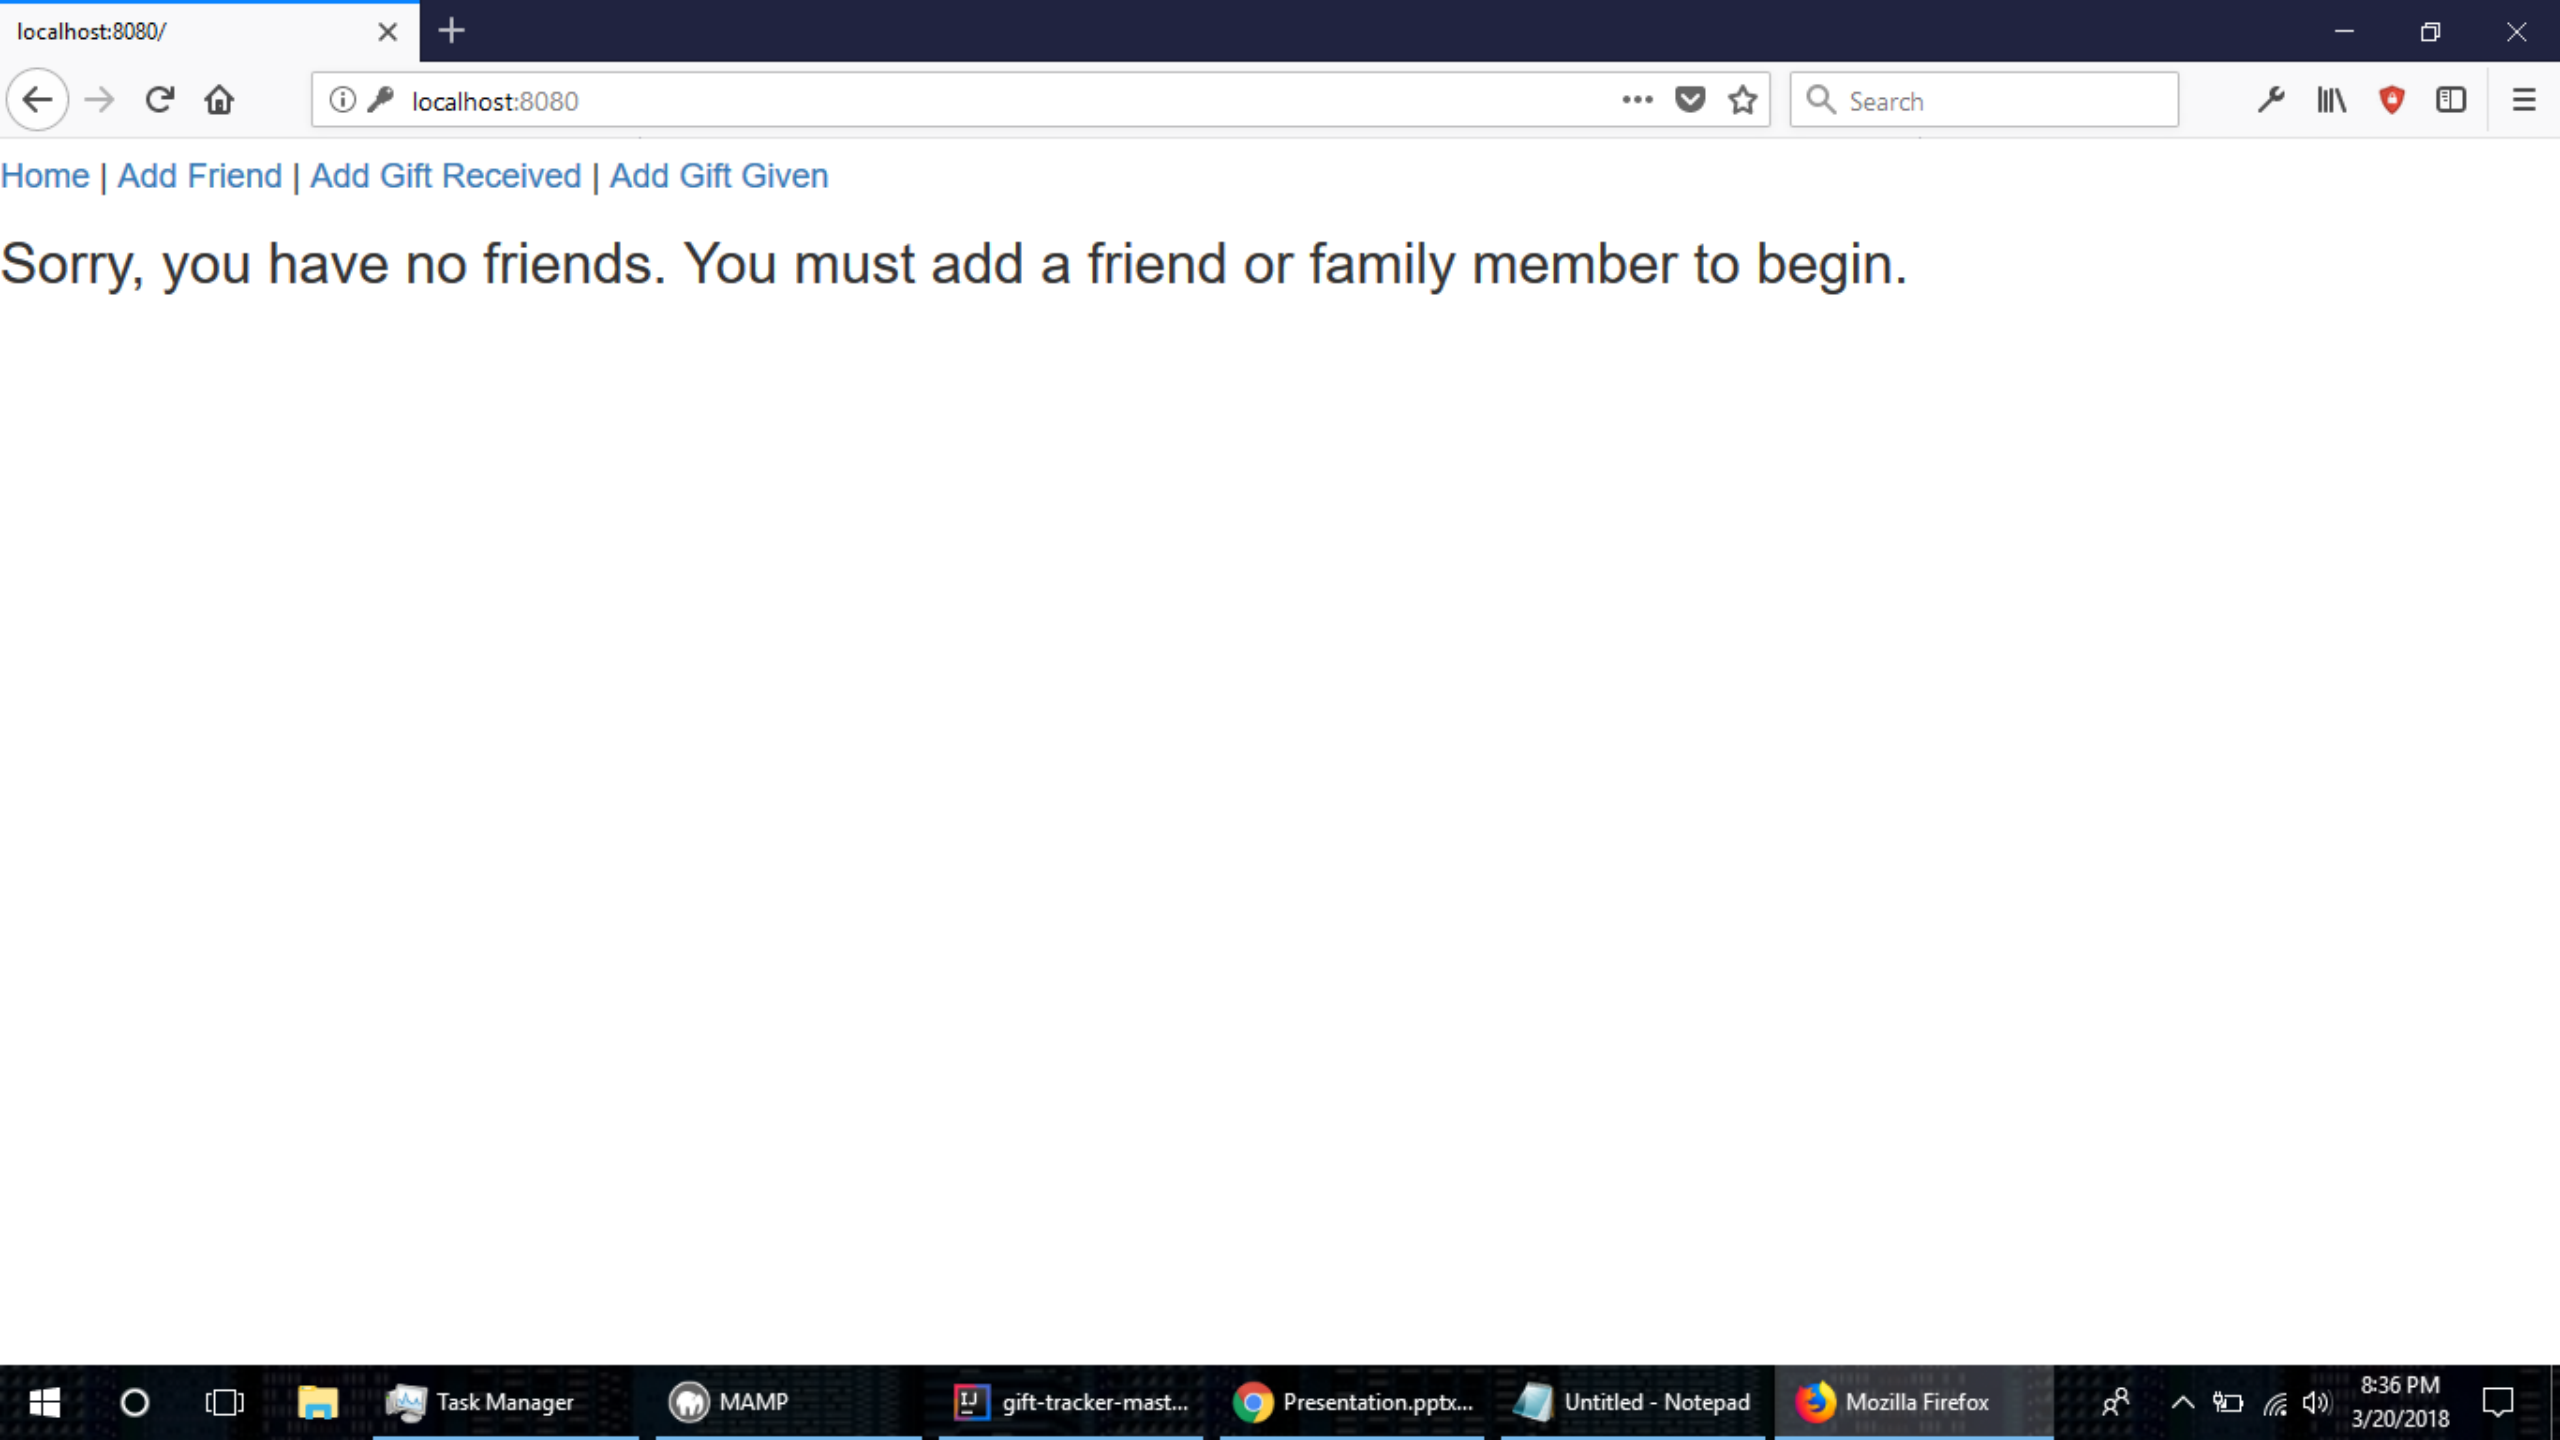 localhost:8080/
localhost:8080
Search
Home | Add Friend | Add Gift Received | Add Gift Given
Sorry, you have no friends. You must add a friend or family member to begin.
Task Manager
MAMP
IJ
gift-tracker-mast...
Presentation.pptx...
Untitled - Notepad
Mozilla Firefox
8:36 PM
3/20/2018